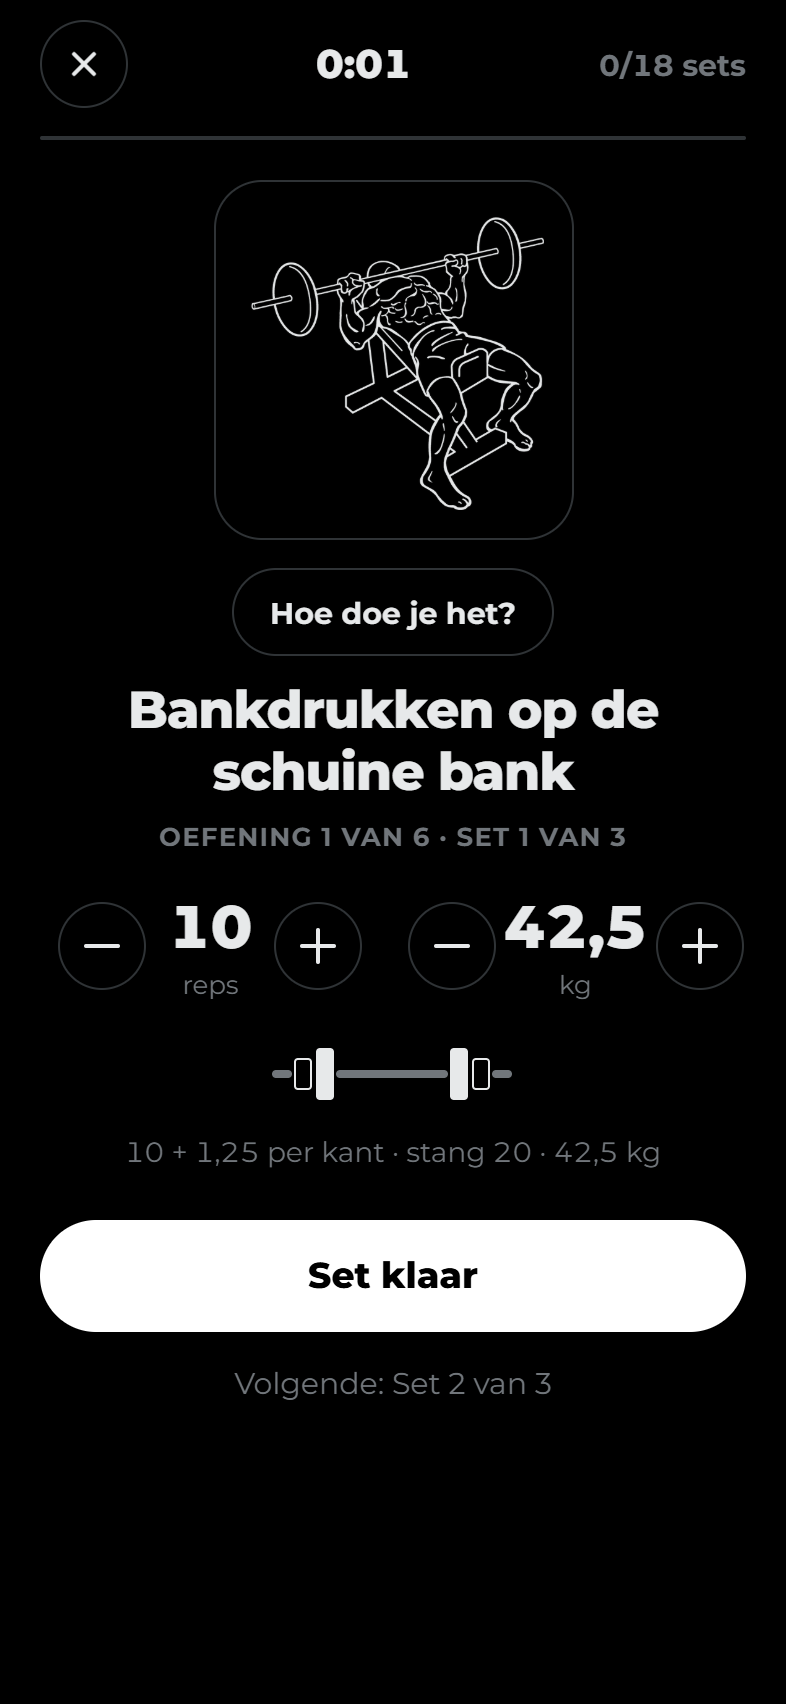 0:01
0/18 sets
Hoe doe je het?
Bankdrukken op de
schuine bank
OEFENING 1 VAN 6 · SET 1 VAN 3
10
reps
42,5
kg
10 + 1,25 per kant · stang 20 · 42,5 kg
Set klaar
Volgende: Set 2 van 3